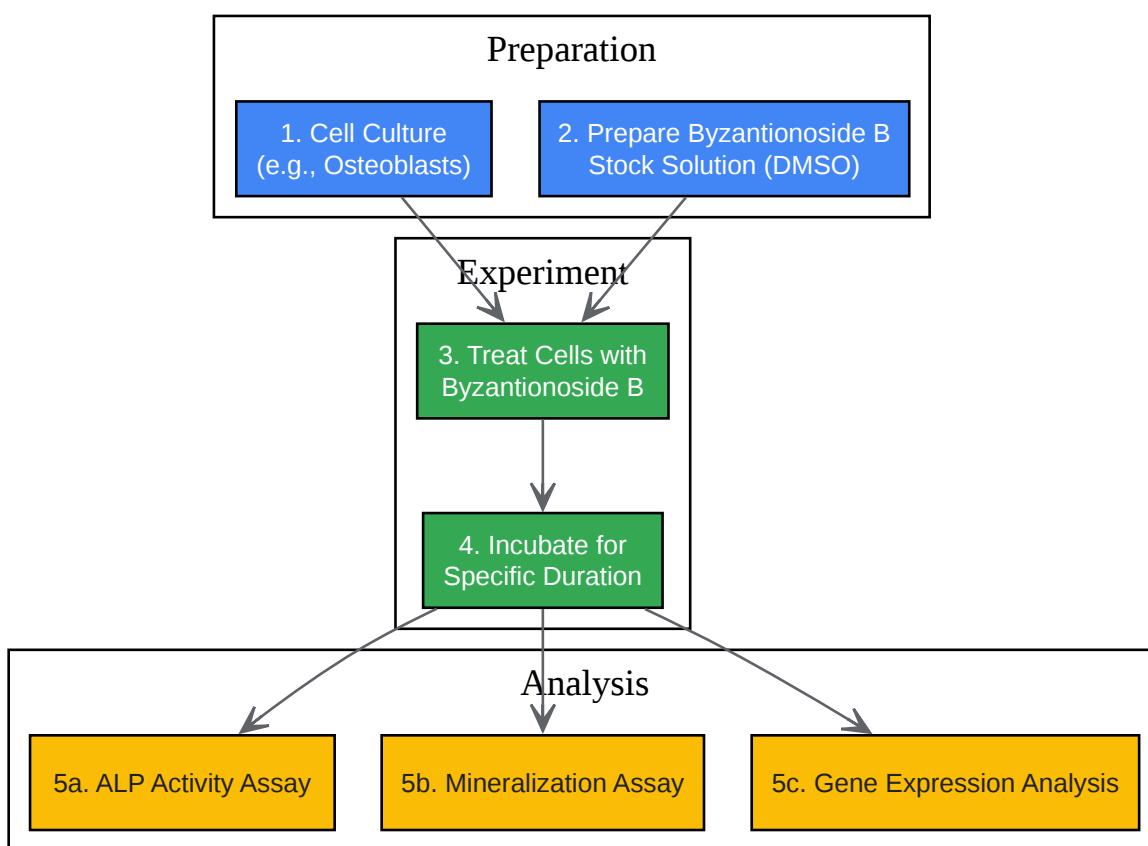 Preparation
1. Cell Culture
(e.g., Osteoblasts)
2. Prepare Byzantionoside B
Stock Solution (DMSO)
Experiment
3. Treat Cells with
Byzantionoside B
4. Incubate for
Specific Duration
Analysis
5a. ALP Activity Assay
5b. Mineralization Assay
5c. Gene Expression Analysis